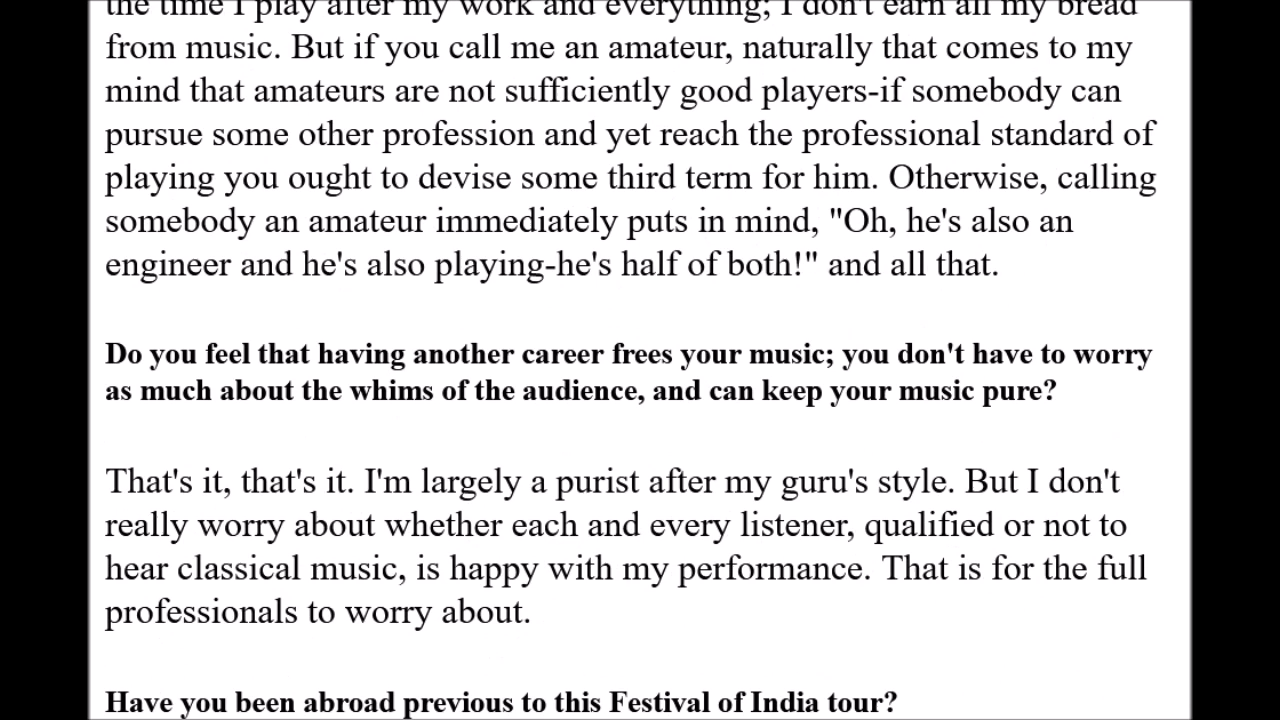 the time I play after my work and everything; I don't earn all my bread
from music. But if you call me an amateur, naturally that comes to my
mind that amateurs are not sufficiently good players-if somebody can
pursue some other profession and yet reach the professional standard of
playing you ought to devise some third term for him. Otherwise, calling
somebody an amateur immediately puts in mind, "Oh, he's also an
engineer and he's also playing-he's half of both!" and all that.
Do you feel that having another career frees your music; you don't have to worry
as much about the whims of the audience, and can keep your music pure?
That's it, that's it. I'm largely a purist after my guru's style. But I don't
really worry about whether each and every listener, qualified or not to
hear classical music, is happy with my performance. That is for the full
professionals to worry about.
Have you been abroad previous to this Festival of India tour?